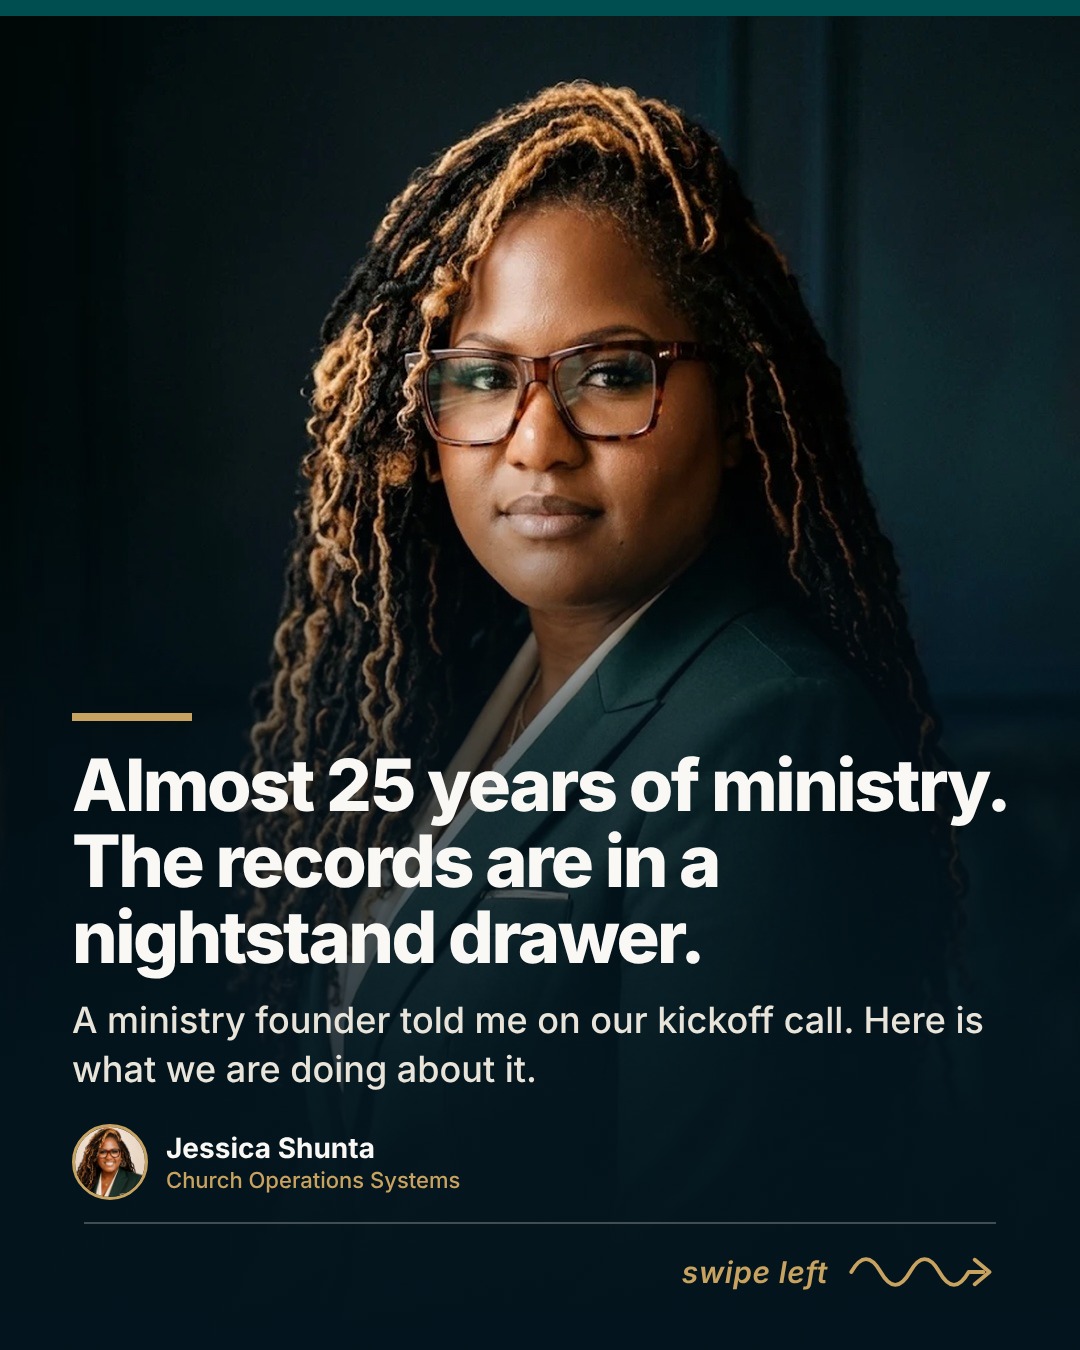 Almost 25 years of ministry.
The records are in a
nightstand drawer.
A ministry founder told me on our kickoff call. Here is
what we are doing about it.
Jessica Shunta
Church Operations Systems
swipe left